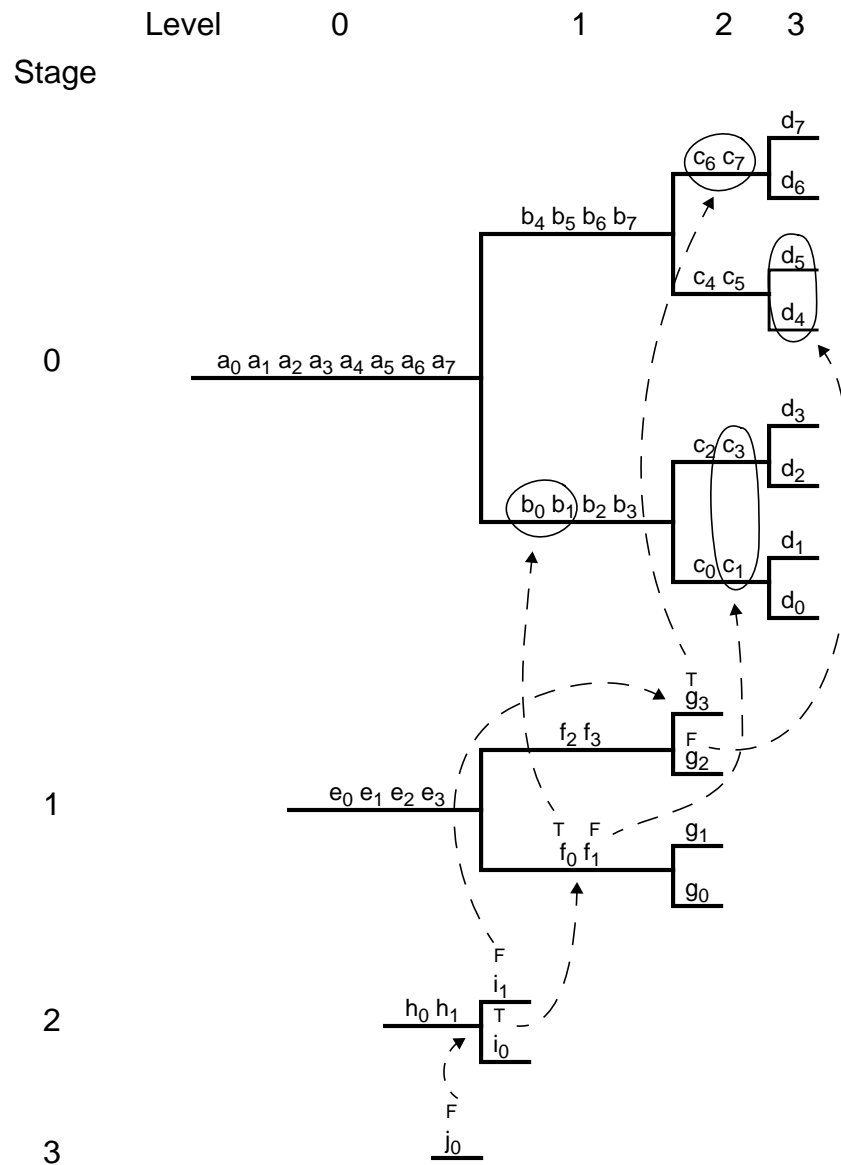 Level 0 1 2 3
Stage
d₇
c₆ c₇
d₆
b₄ b₅ b₆ b₇
d₅
c₄ c₅
d₄
0
a₀ a₁ a₂ a₃ a₄ a₅ a₆ a₇
d₃
c₂ c₃
d₂
b₀ b₁ b₂ b₃
d₁
c₀ c₁
d₀
T
g₃
f₂ f₃
F
g₂
1
e₀ e₁ e₂ e₃
T F
g₁
f₀ f₁
g₀
F
i₁
2
h₀ h₁
T
i₀
F
3
j₀